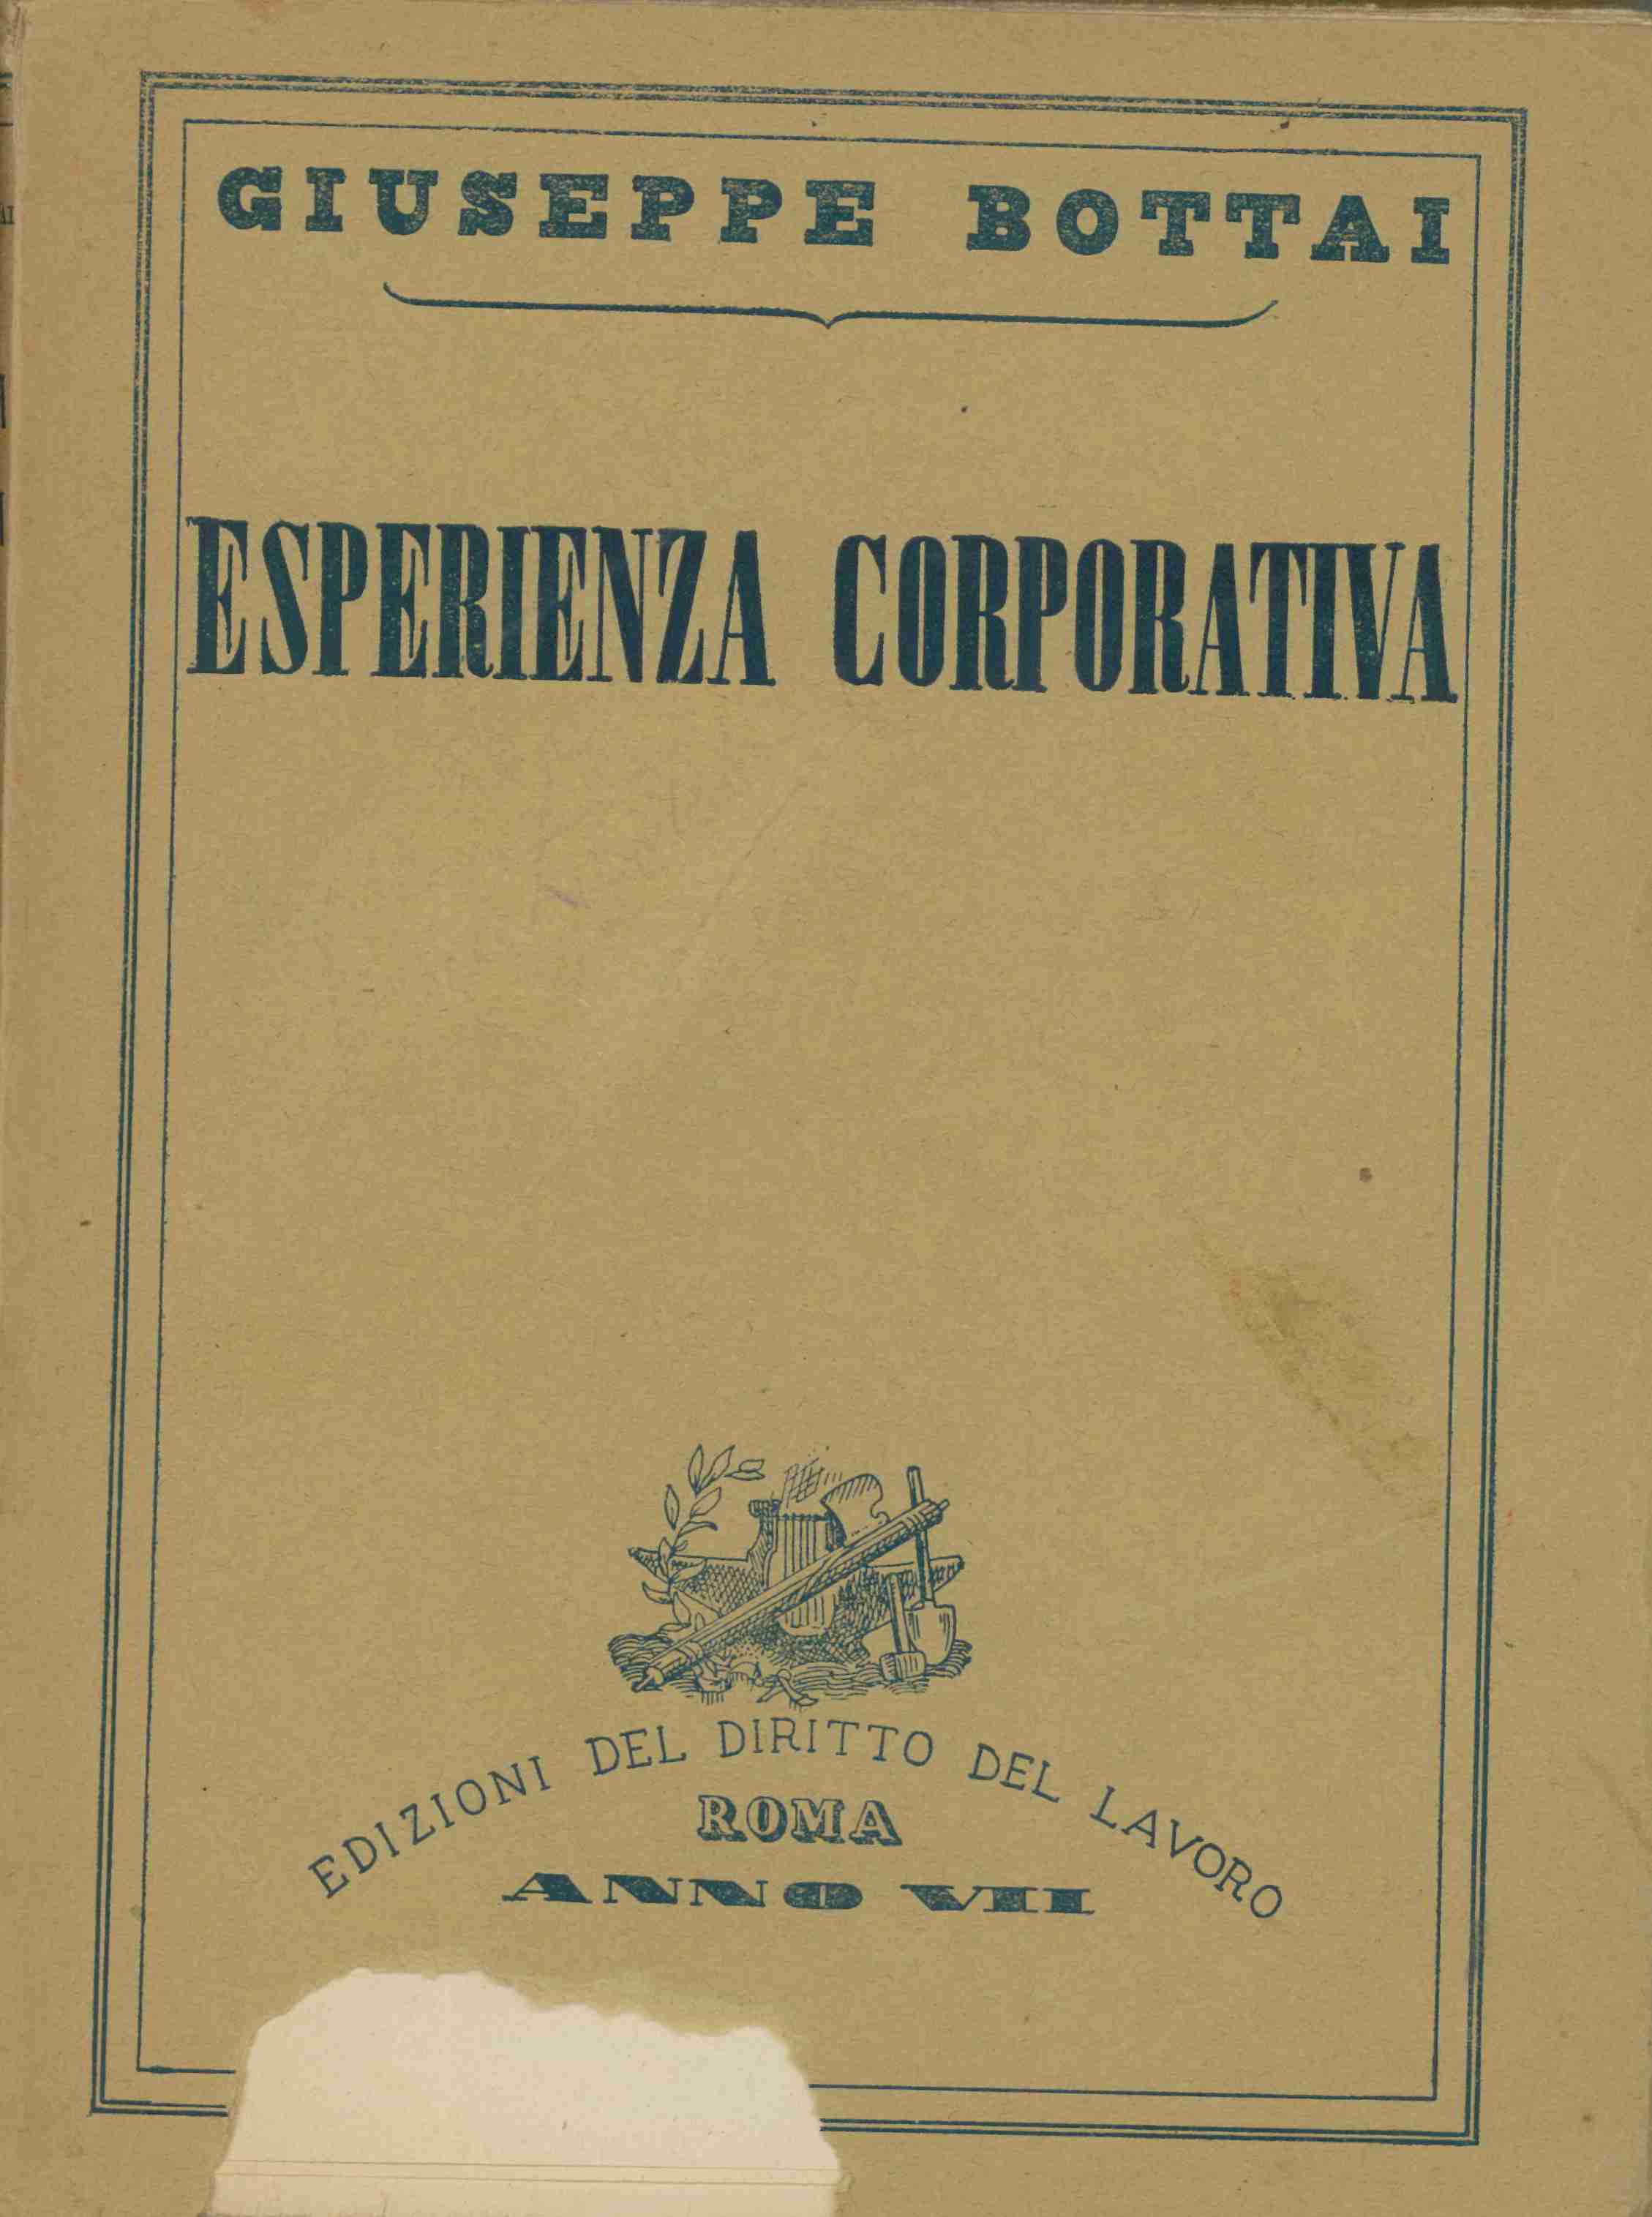 GIUSEPPE BOTTAI
ESPERIENZA CORPORATIVA
EDIZIONI DEL DIRITTO DEL LAVORO
ROMA
ANNO VII